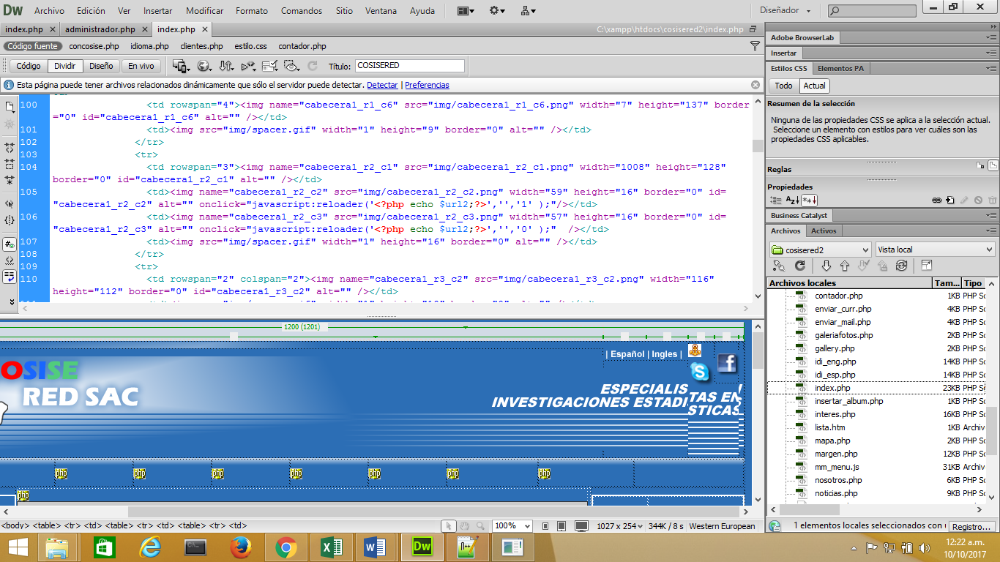 Dw Archivo Edición Ver Insertar Modificar Formato Comandos Sitio Ventana Ayuda Diseñador
index.php administrador.php index.php C:\xampp\htdocs\cosisered2\index.php
Código fuente concosise.php idioma.php clientes.php estilo.css contador.php
Código Dividir Diseño En vivo Título: COSISERED
Esta página puede tener archivos relacionados dinámicamente que sólo el servidor puede detectar. Detectar | Preferencias
100 <td rowspan="4"><img name="cabecera1_r1_c6" src="img/cabecera1_r1_c6.png" width="7" height="137" border
="0" id="cabecera1_r1_c6" alt="" /></td>
101 <td><img src="img/spacer.gif" width="1" height="9" border="0" alt="" /></td>
102 </tr>
103 <tr>
104 <td rowspan="3"><img name="cabecera1_r2_c1" src="img/cabecera1_r2_c1.png" width="1008" height="128"
border="0" id="cabecera1_r2_c1" alt="" /></td>
105 <td><img name="cabecera1_r2_c2" src="img/cabecera1_r2_c2.png" width="59" height="16" border="0" id=
"cabecera1_r2_c2" alt="" onclick="javascript:reloader('<?php echo $url2;?>','','1' );"/></td>
106 <td><img name="cabecera1_r2_c3" src="img/cabecera1_r2_c3.png" width="57" height="16" border="0" id=
"cabecera1_r2_c3" alt="" onclick="javascript:reloader('<?php echo $url2;?>','','0' );" /></td>
107 <td><img src="img/spacer.gif" width="1" height="16" border="0" alt="" /></td>
108 </tr>
109 <tr>
110 <td rowspan="2" colspan="2"><img name="cabecera1_r3_c2" src="img/cabecera1_r3_c2.png" width="116"
height="112" border="0" id="cabecera1_r3_c2" alt="" /></td>
1200 (1201)
| Español | Ingles |
OSISE
RED SAC
ESPECIALISTAS EN
INVESTIGACIONES ESTADISTICAS
php php php php php php php
php
<body> <table> <tr> <td> <table> <tr> <td> <table> <tr> <td> 100% 1027 x 254 344K / 8 s Western European
Adobe BrowserLab
Insertar
Estilos CSS Elementos PA
Todo Actual
Resumen de la selección
Ninguna de las propiedades CSS se aplica a la selección actual.
Seleccione un elemento con estilos para ver cuáles son las
propiedades CSS aplicables.
Reglas
Propiedades
Business Catalyst
Archivos Activos
cosisered2 Vista local
Archivos locales Tam... Tipo
contador.php 1KB PHP Sc
enviar_curr.php 4KB PHP Sc
enviar_mail.php 4KB PHP Sc
galeriafotos.php 2KB PHP Sc
gallery.php 2KB PHP Sc
idi_eng.php 14KB PHP Sc
idi_esp.php 14KB PHP Sc
index.php 23KB PHP Sc
insertar_album.php 1KB PHP Sc
interes.php 16KB PHP Sc
lista.htm 1KB Archiv
mapa.php 2KB PHP Sc
margen.php 12KB PHP Sc
mm_menu.js 31KB Archiv
nosotros.php 6KB PHP Sc
noticias.php 9KB PHP Sc
1 elementos locales seleccionados con Registro...
12:22 a.m.
10/10/2017